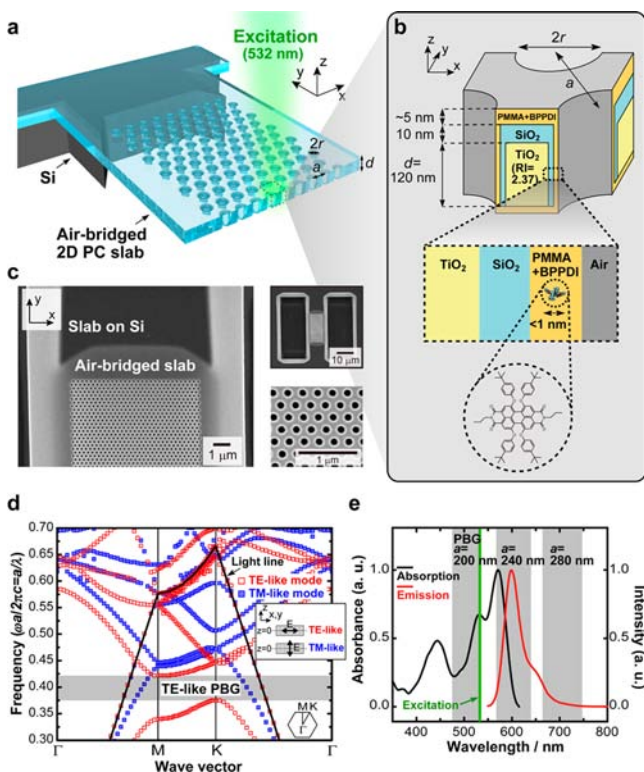 a
Excitation
(532 nm)
z
y
x
2r
a
d
Si
Air-bridged
2D PC slab
b
z
y
x
2r
a
~5 nm
10 nm
d=
120 nm
PMMA+BPPDI
SiO2
TiO2
(RI=
2.37)
TiO2
SiO2
PMMA
+BPPDI
Air
<1 nm
c
y
x
Slab on Si
Air-bridged slab
1 μm
10 μm
1 μm
d
Frequency (ωa/2πc=a/λ)
0.70
0.65
0.60
0.55
0.50
0.45
0.40
0.35
0.30
Light line
TE-like mode
TM-like mode
z
x,y
z=0
E
TE-like
z=0
E
TM-like
TE-like PBG
M K
Γ
Γ
M
K
Γ
Wave vector
e
PBG
a=
200 nm
a=
240 nm
a=
280 nm
Absorption
Emission
Absorbance (a. u.)
1.0
0.5
0.0
Intensity (a. u.)
1.0
0.5
0.0
Excitation
400
500
600
700
800
Wavelength / nm